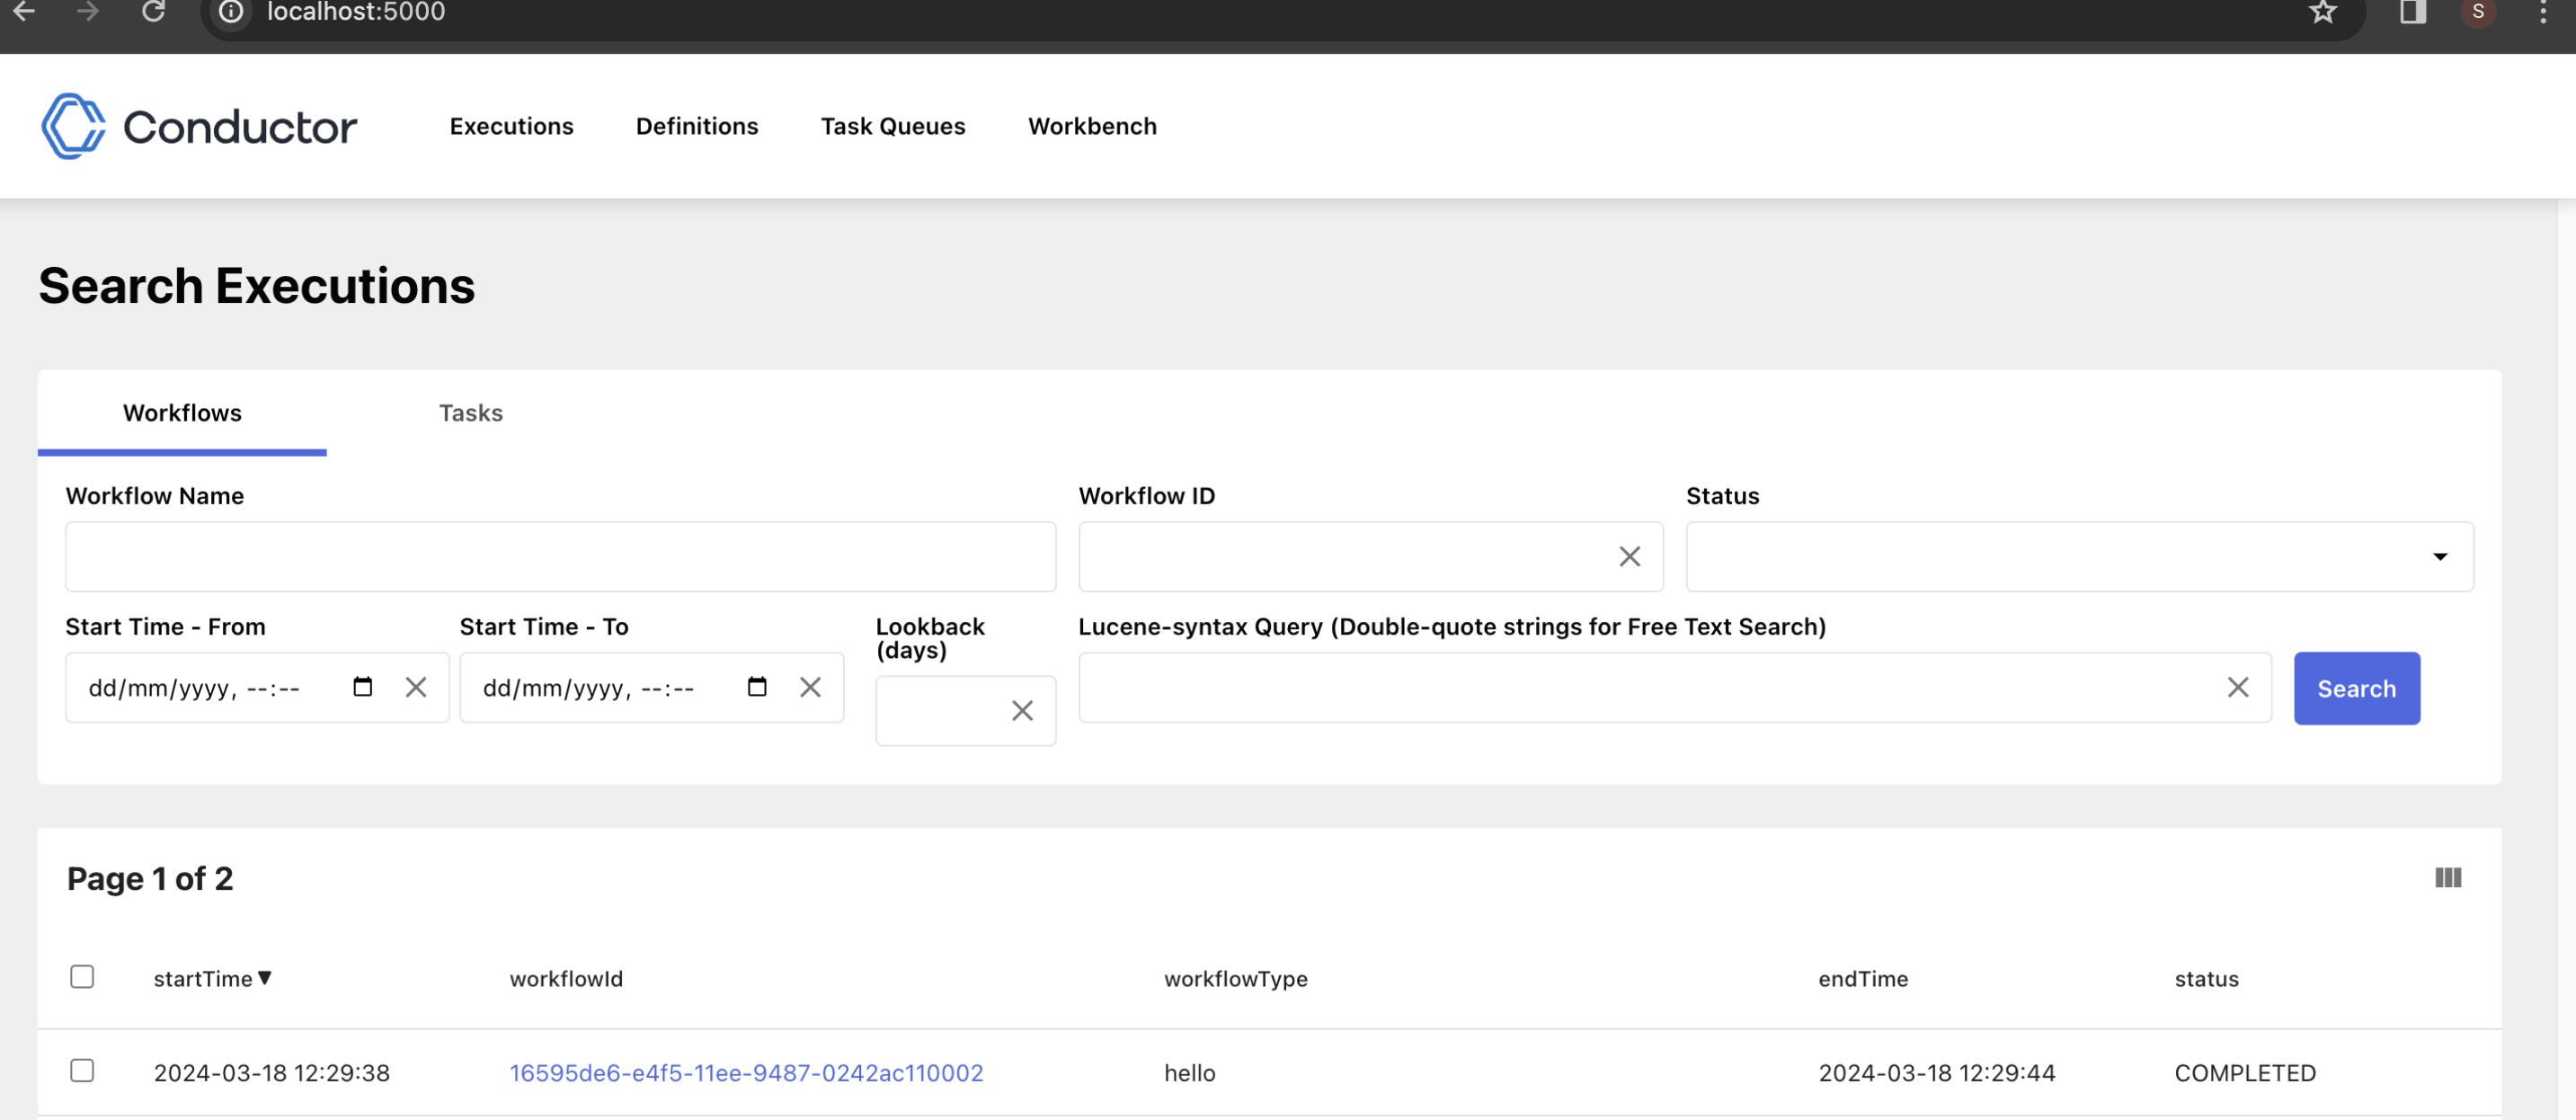 localhost:5000
S
Conductor Executions Definitions Task Queues Workbench
Search Executions
Workflows Tasks
Workflow Name Workflow ID Status
Start Time - From Start Time - To Lookback (days) Lucene-syntax Query (Double-quote strings for Free Text Search)
dd/mm/yyyy, --:-- dd/mm/yyyy, --:-- Search
Page 1 of 2
startTime▼ workflowId workflowType endTime status
2024-03-18 12:29:38 16595de6-e4f5-11ee-9487-0242ac110002 hello 2024-03-18 12:29:44 COMPLETED